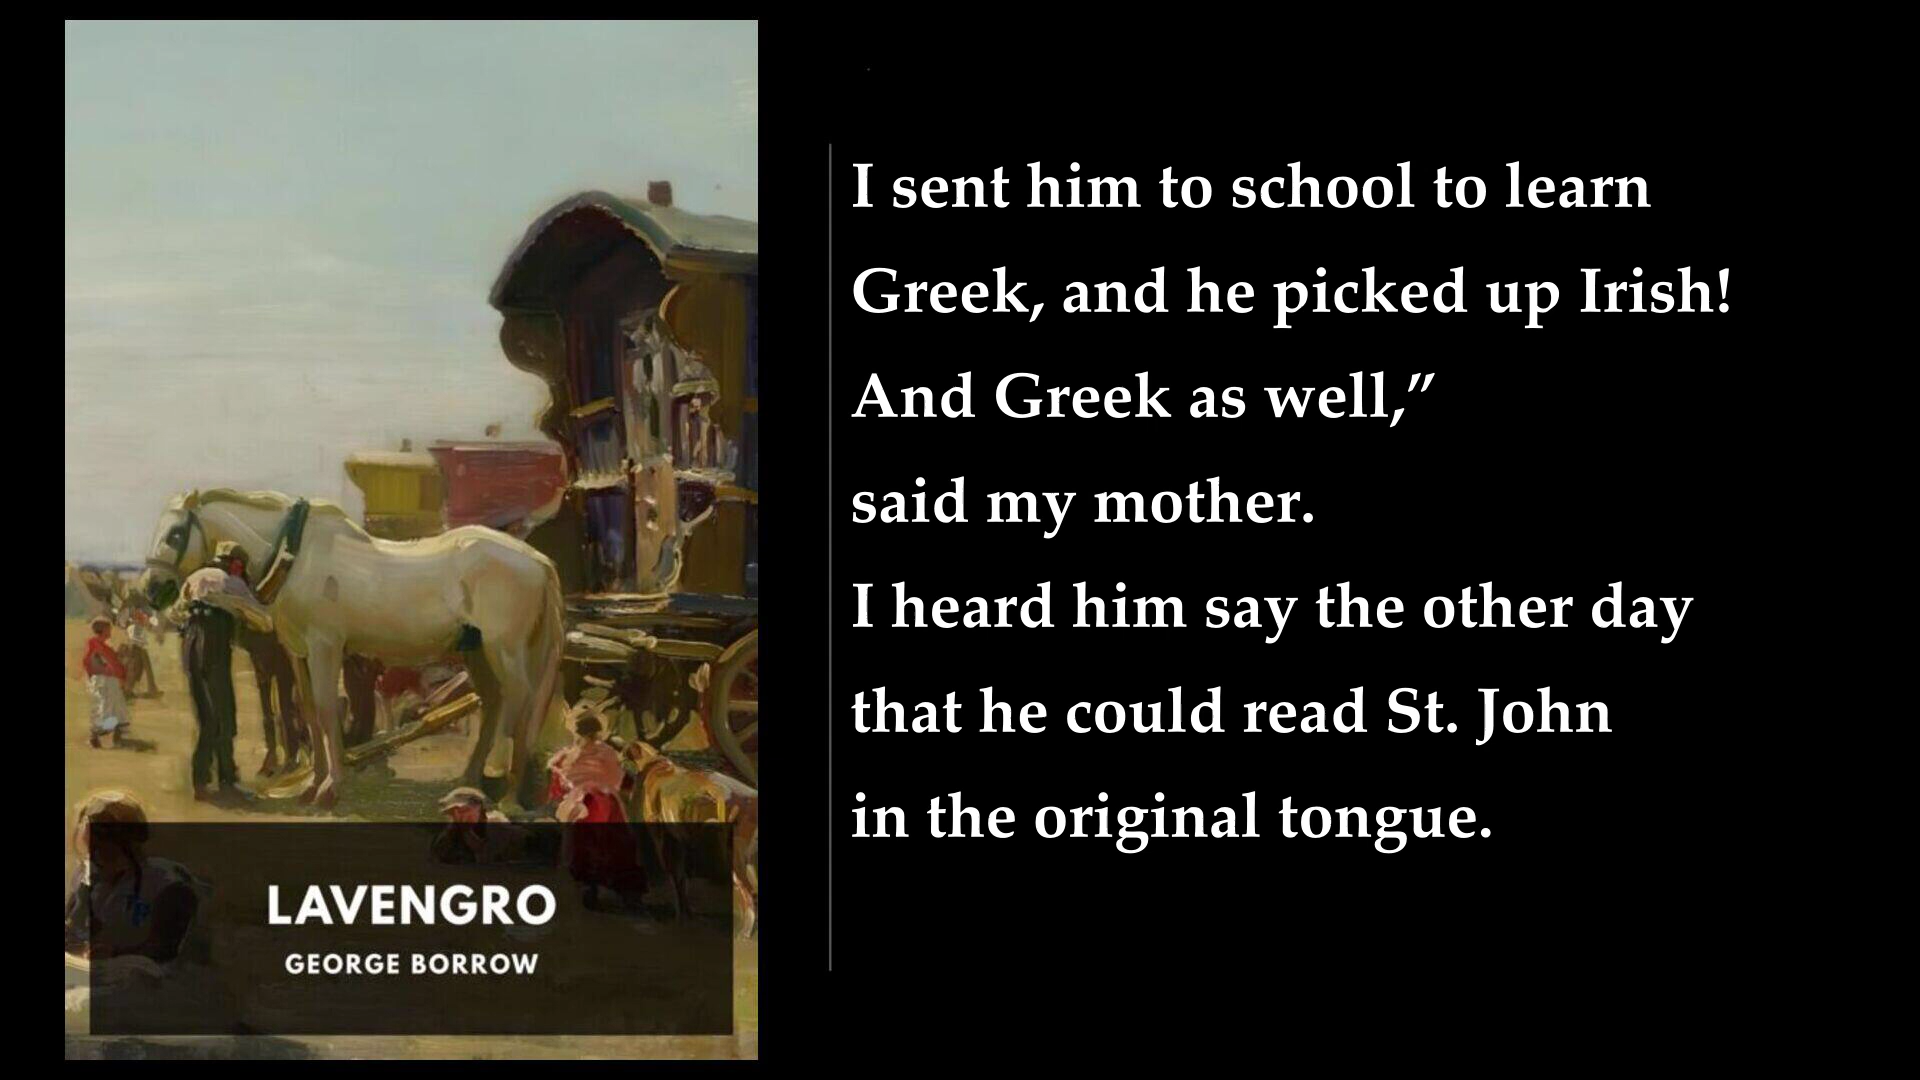 I sent him to school to learn
Greek, and he picked up Irish!
And Greek as well,”
said my mother.
I heard him say the other day
that he could read St. John
in the original tongue.
LAVENGRO
GEORGE BORROW